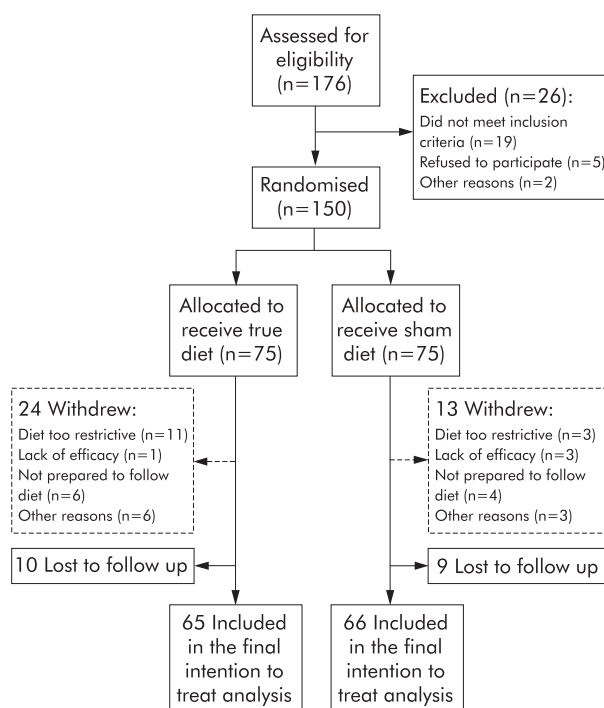 Assessed for
eligibility
(n=176)
Excluded (n=26):
Did not meet inclusion
criteria (n=19)
Refused to participate (n=5)
Other reasons (n=2)
Randomised
(n=150)
Allocated to
receive true
diet (n=75)
Allocated to
receive sham
diet (n=75)
24 Withdrew:
Diet too restrictive (n=11)
Lack of efficacy (n=1)
Not prepared to follow
diet (n=6)
Other reasons (n=6)
13 Withdrew:
Diet too restrictive (n=3)
Lack of efficacy (n=3)
Not prepared to follow
diet (n=4)
Other reasons (n=3)
10 Lost to follow up
9 Lost to follow up
65 Included
in the final
intention to
treat analysis
66 Included
in the final
intention to
treat analysis